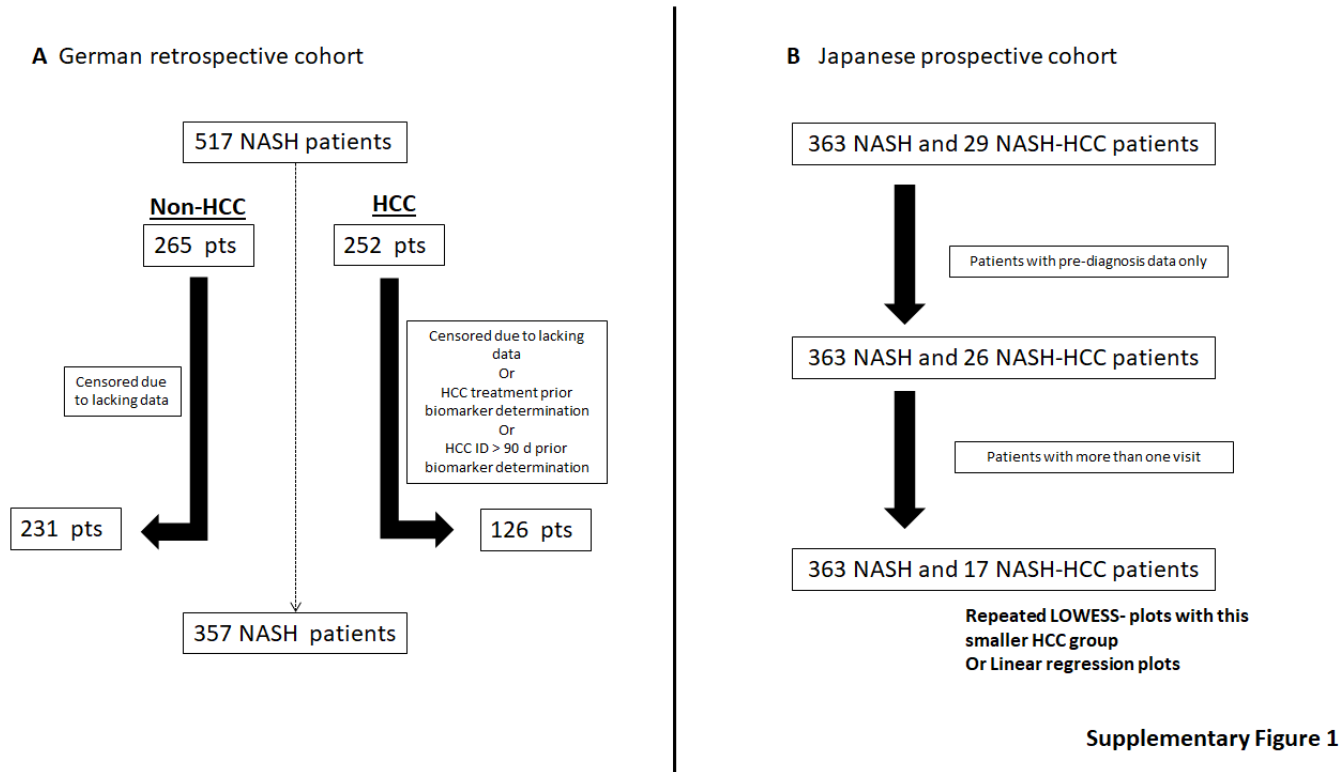 A German retrospective cohort
517 NASH patients
Non-HCC
265 pts
HCC
252 pts
Censored due
to lacking data
Censored due to lacking
data
Or
HCC treatment prior
biomarker determination
Or
HCC ID > 90 d prior
biomarker determination
231 pts
126 pts
357 NASH patients
B Japanese prospective cohort
363 NASH and 29 NASH-HCC patients
Patients with pre-diagnosis data only
363 NASH and 26 NASH-HCC patients
Patients with more than one visit
363 NASH and 17 NASH-HCC patients
Repeated LOWESS- plots with this
smaller HCC group
Or Linear regression plots
Supplementary Figure 1